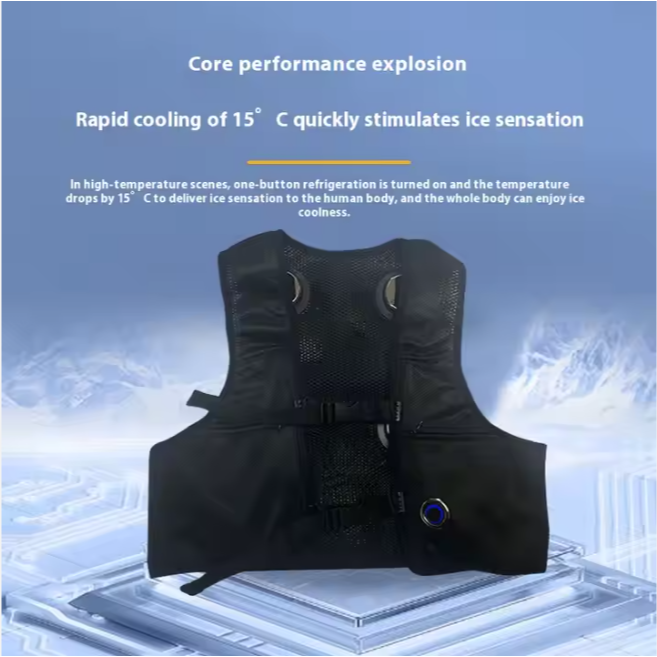 Core performance explosion
Rapid cooling of 15° C quickly stimulates ice sensation
In high-temperature scenes, one-button refrigeration is turned on and the temperature
drops by 15° C to deliver ice sensation to the human body, and the whole body can enjoy ice
coolness.